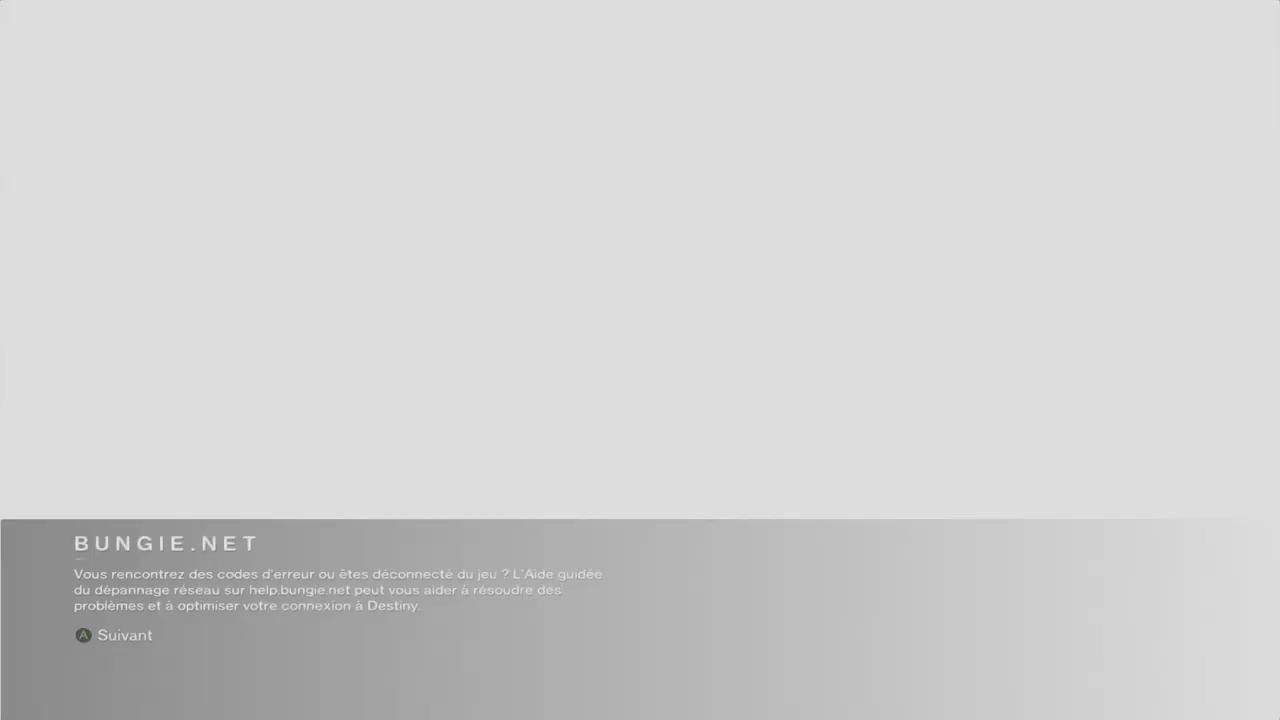 BUNGIE.NET
Vous rencontrez des codes d'erreur ou êtes déconnecté du jeu ? L'Aide guidée
du dépannage réseau sur help.bungie.net peut vous aider à résoudre des
problèmes et à optimiser votre connexion à Destiny.
A Suivant